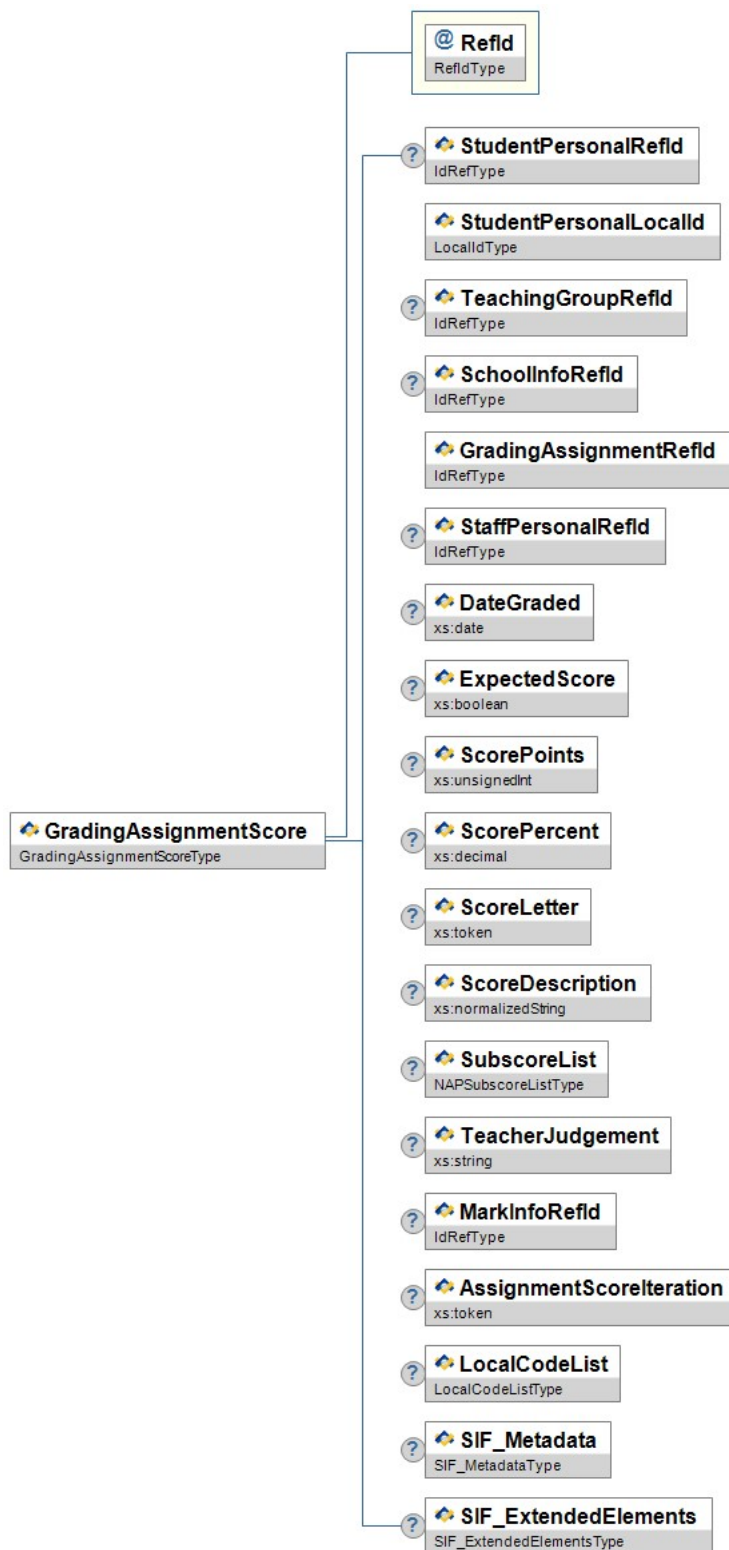 @ RefId
RefIdType
? StudentPersonalRefId
IdRefType
StudentPersonalLocalId
LocalIdType
? TeachingGroupRefId
IdRefType
? SchoolInfoRefId
IdRefType
GradingAssignmentRefId
IdRefType
? StaffPersonalRefId
IdRefType
? DateGraded
xs:date
? ExpectedScore
xs:boolean
? ScorePoints
xs:unsignedInt
GradingAssignmentScore
GradingAssignmentScoreType
? ScorePercent
xs:decimal
? ScoreLetter
xs:token
? ScoreDescription
xs:normalizedString
? SubscoreList
NAPSubscoreListType
? TeacherJudgement
xs:string
? MarkInfoRefId
IdRefType
? AssignmentScoreIteration
xs:token
? LocalCodeList
LocalCodeListType
? SIF_Metadata
SIF_MetadataType
? SIF_ExtendedElements
SIF_ExtendedElementsType